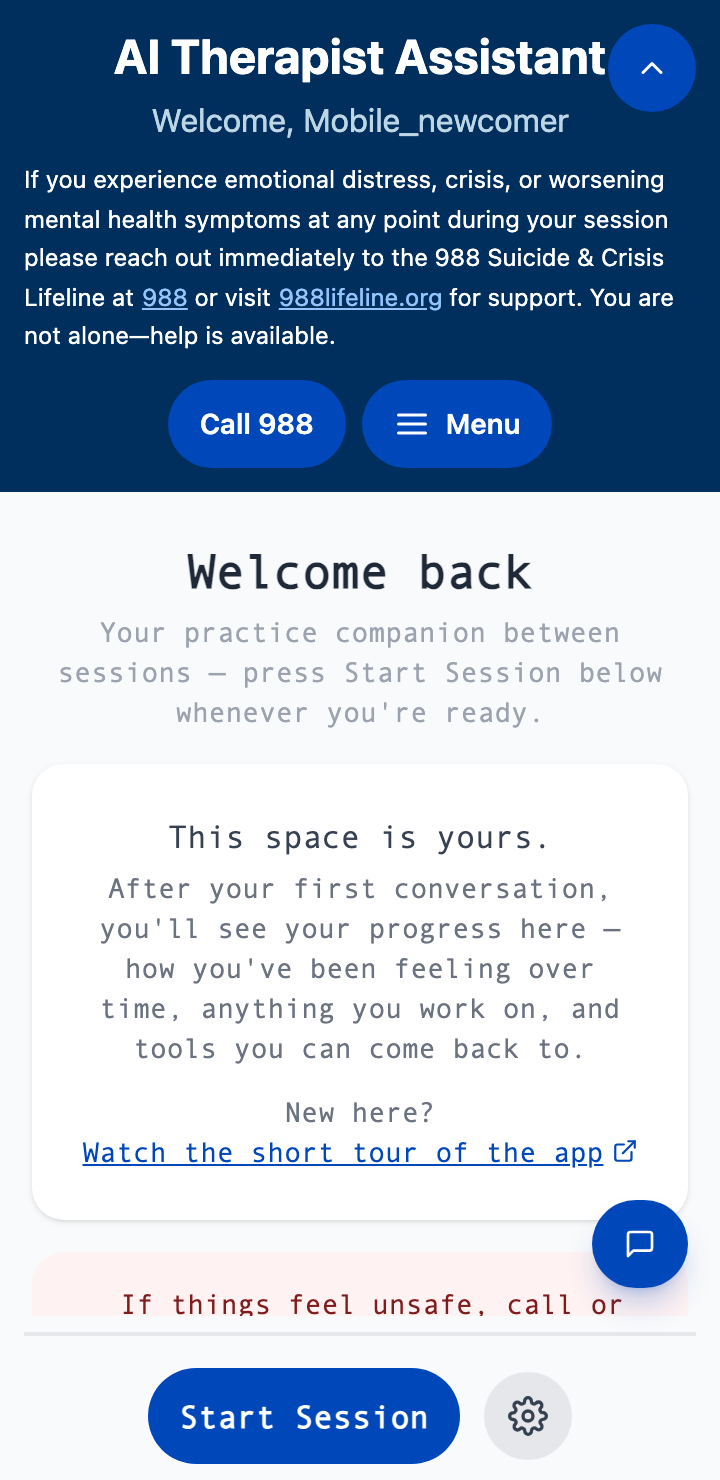 AI Therapist Assistant
Welcome, Mobile_newcomer
If you experience emotional distress, crisis, or worsening
mental health symptoms at any point during your session
please reach out immediately to the 988 Suicide & Crisis
Lifeline at 988 or visit 988lifeline.org for support. You are
not alone—help is available.
Call 988
Menu
Welcome back
Your practice companion between
sessions — press Start Session below
whenever you're ready.
This space is yours.
After your first conversation,
you'll see your progress here —
how you've been feeling over
time, anything you work on, and
tools you can come back to.
New here?
Watch the short tour of the app
If things feel unsafe, call or
Start Session